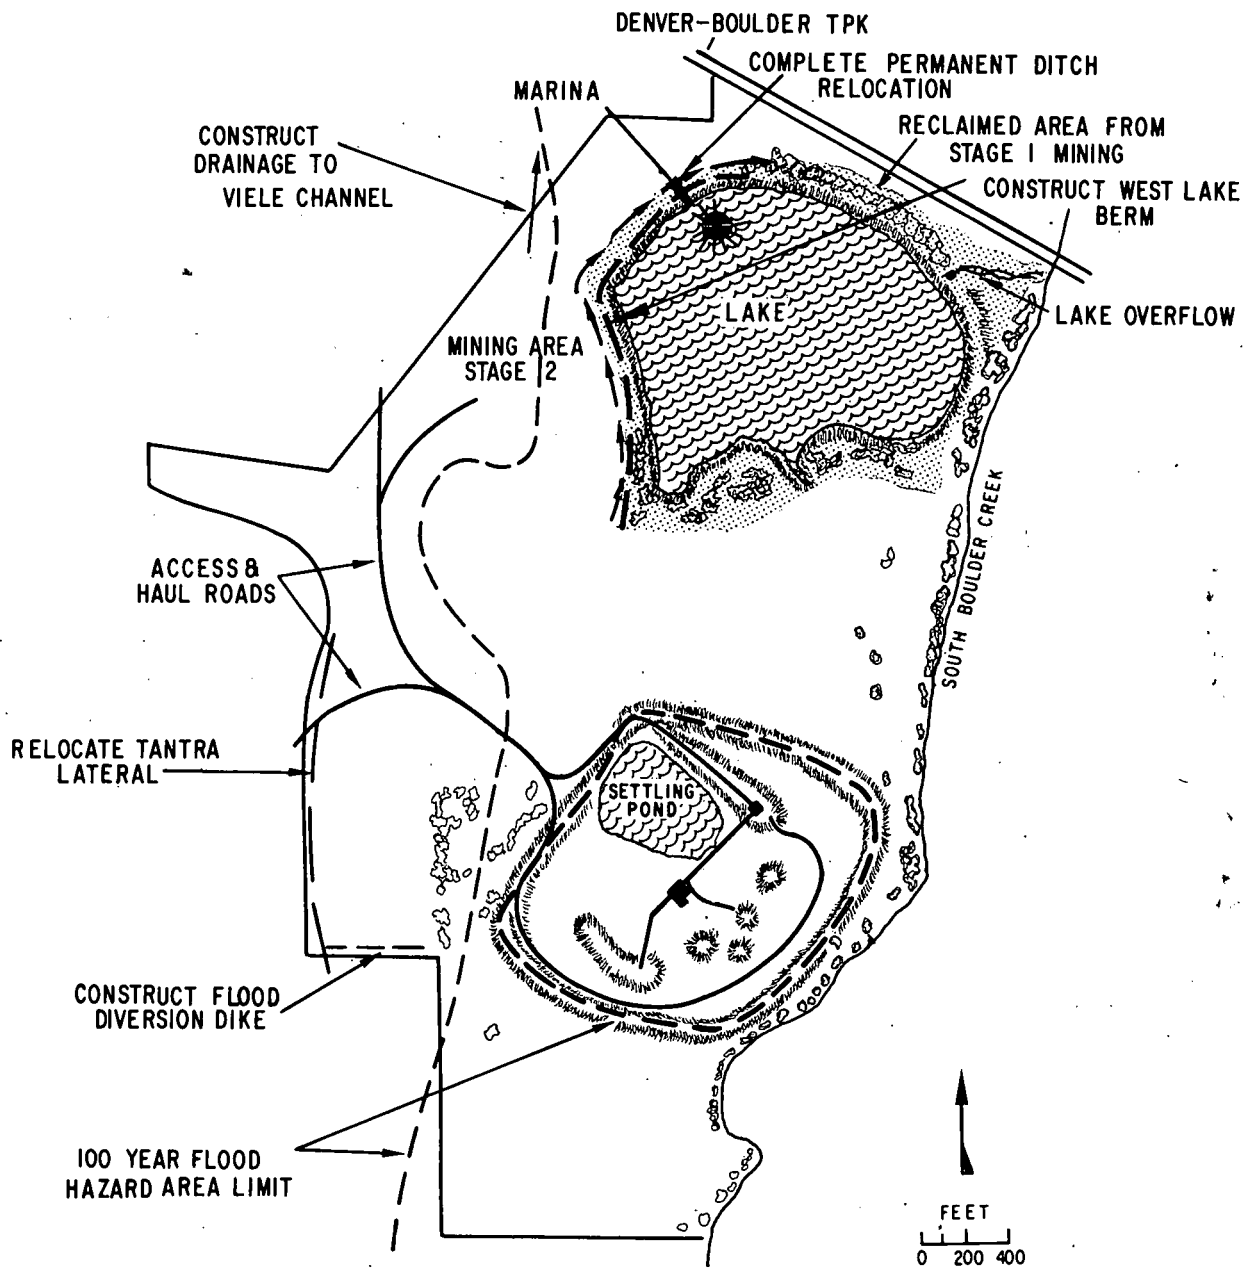 DENVER-BOULDER TPK
COMPLETE PERMANENT DITCH
RELOCATION
MARINA
CONSTRUCT
DRAINAGE TO
VIELE CHANNEL
RECLAIMED AREA FROM
STAGE I MINING
CONSTRUCT WEST LAKE
BERM
LAKE
LAKE OVERFLOW
MINING AREA
STAGE 2
ACCESS &
HAUL ROADS
SOUTH BOULDER CREEK
RELOCATE TANTRA
LATERAL
SETTLING
POND
CONSTRUCT FLOOD
DIVERSION DIKE
100 YEAR FLOOD
HAZARD AREA LIMIT
FEET
0 200 400